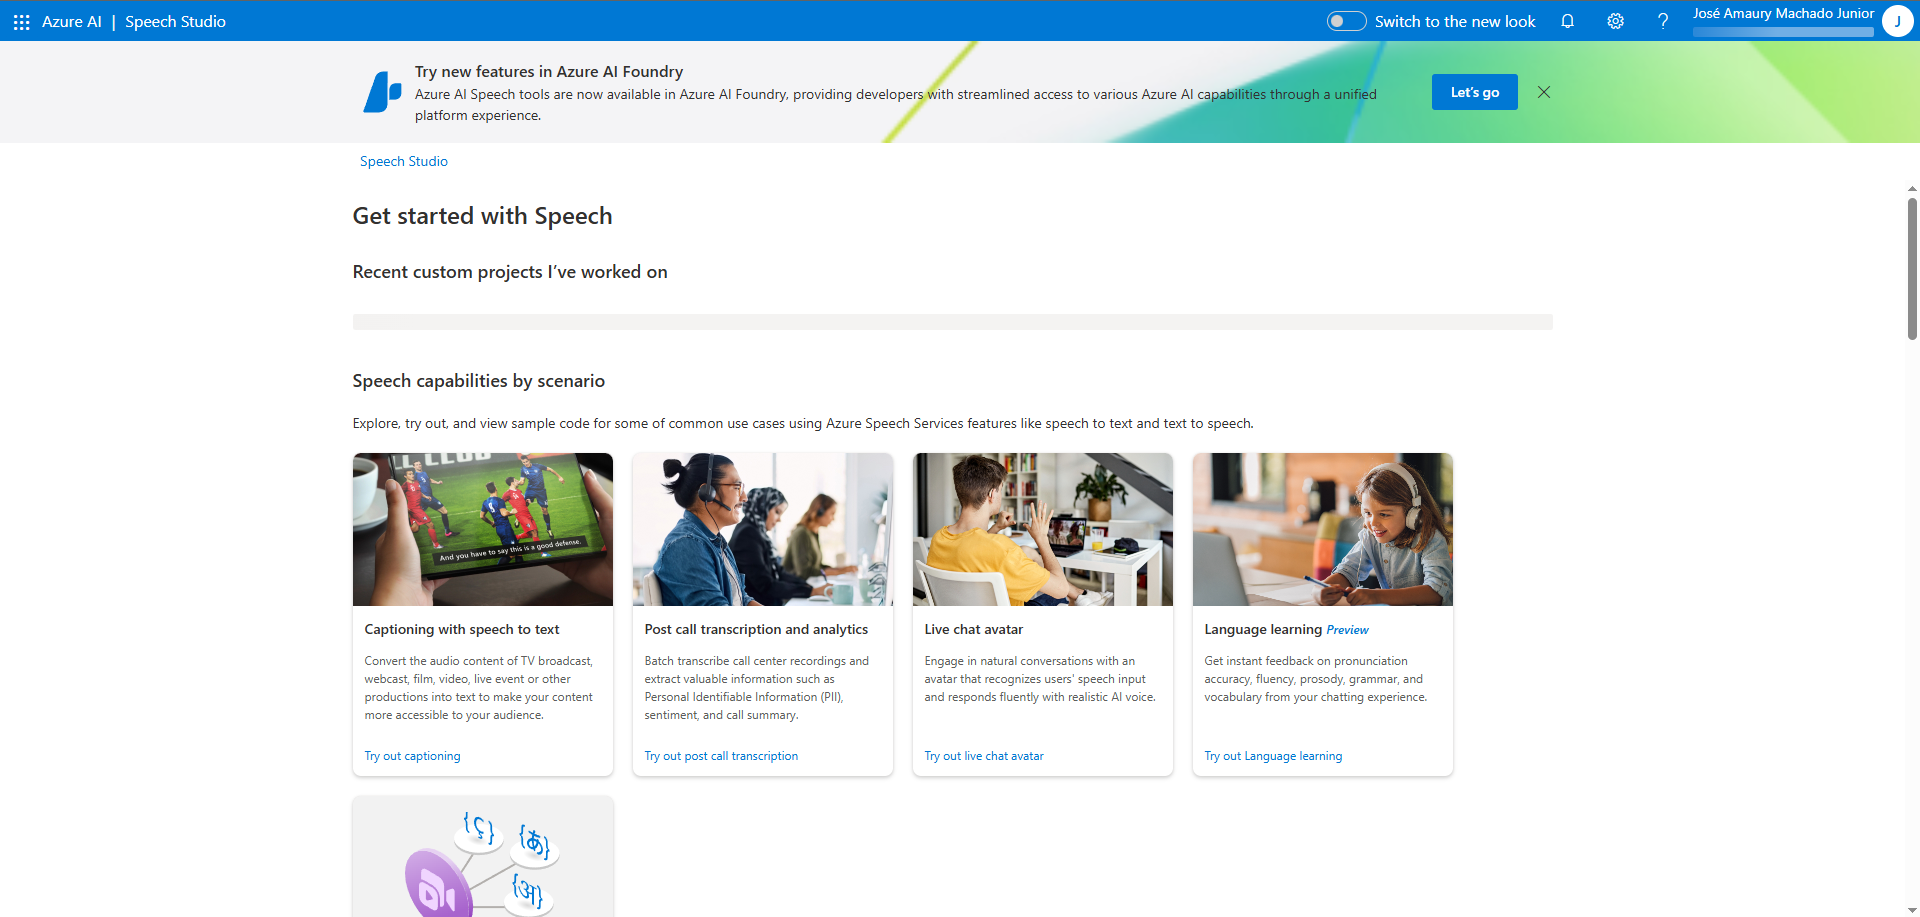 Azure AI | Speech Studio
Switch to the new look
José Amaury Machado Junior
J
Try new features in Azure AI Foundry
Azure AI Speech tools are now available in Azure AI Foundry, providing developers with streamlined access to various Azure AI capabilities through a unified
platform experience.
Let's go
Speech Studio
Get started with Speech
Recent custom projects I've worked on
Speech capabilities by scenario
Explore, try out, and view sample code for some of common use cases using Azure Speech Services features like speech to text and text to speech.
And you have to say this is a good defense.
Captioning with speech to text
Convert the audio content of TV broadcast,
webcast, film, video, live event or other
productions into text to make your content
more accessible to your audience.
Try out captioning
Post call transcription and analytics
Batch transcribe call center recordings and
extract valuable information such as
Personal Identifiable Information (PII),
sentiment, and call summary.
Try out post call transcription
Live chat avatar
Engage in natural conversations with an
avatar that recognizes users' speech input
and responds fluently with realistic AI voice.
Try out live chat avatar
Language learning Preview
Get instant feedback on pronunciation
accuracy, fluency, prosody, grammar, and
vocabulary from your chatting experience.
Try out Language learning
{ç}
{あ}
{अ}